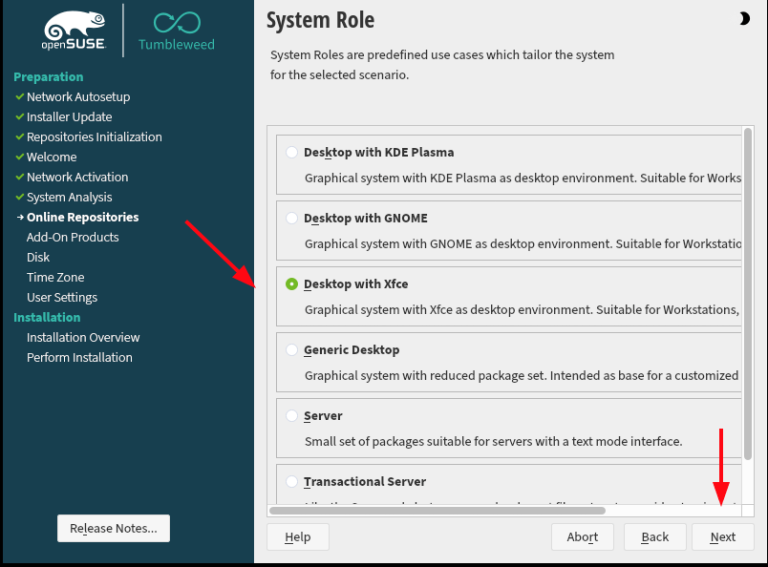 openSUSE
Tumbleweed
Preparation
Network Autosetup
Installer Update
Repositories Initialization
Welcome
Network Activation
System Analysis
Online Repositories
Add-On Products
Disk
Time Zone
User Settings
Installation
Installation Overview
Perform Installation
Release Notes...
System Role
System Roles are predefined use cases which tailor the system
for the selected scenario.
Desktop with KDE Plasma
Graphical system with KDE Plasma as desktop environment. Suitable for Works
Desktop with GNOME
Graphical system with GNOME as desktop environment. Suitable for Workstatio
Desktop with Xfce
Graphical system with Xfce as desktop environment. Suitable for Workstations,
Generic Desktop
Graphical system with reduced package set. Intended as base for a customized
Server
Small set of packages suitable for servers with a text mode interface.
Transactional Server
Help
Abort
Back
Next